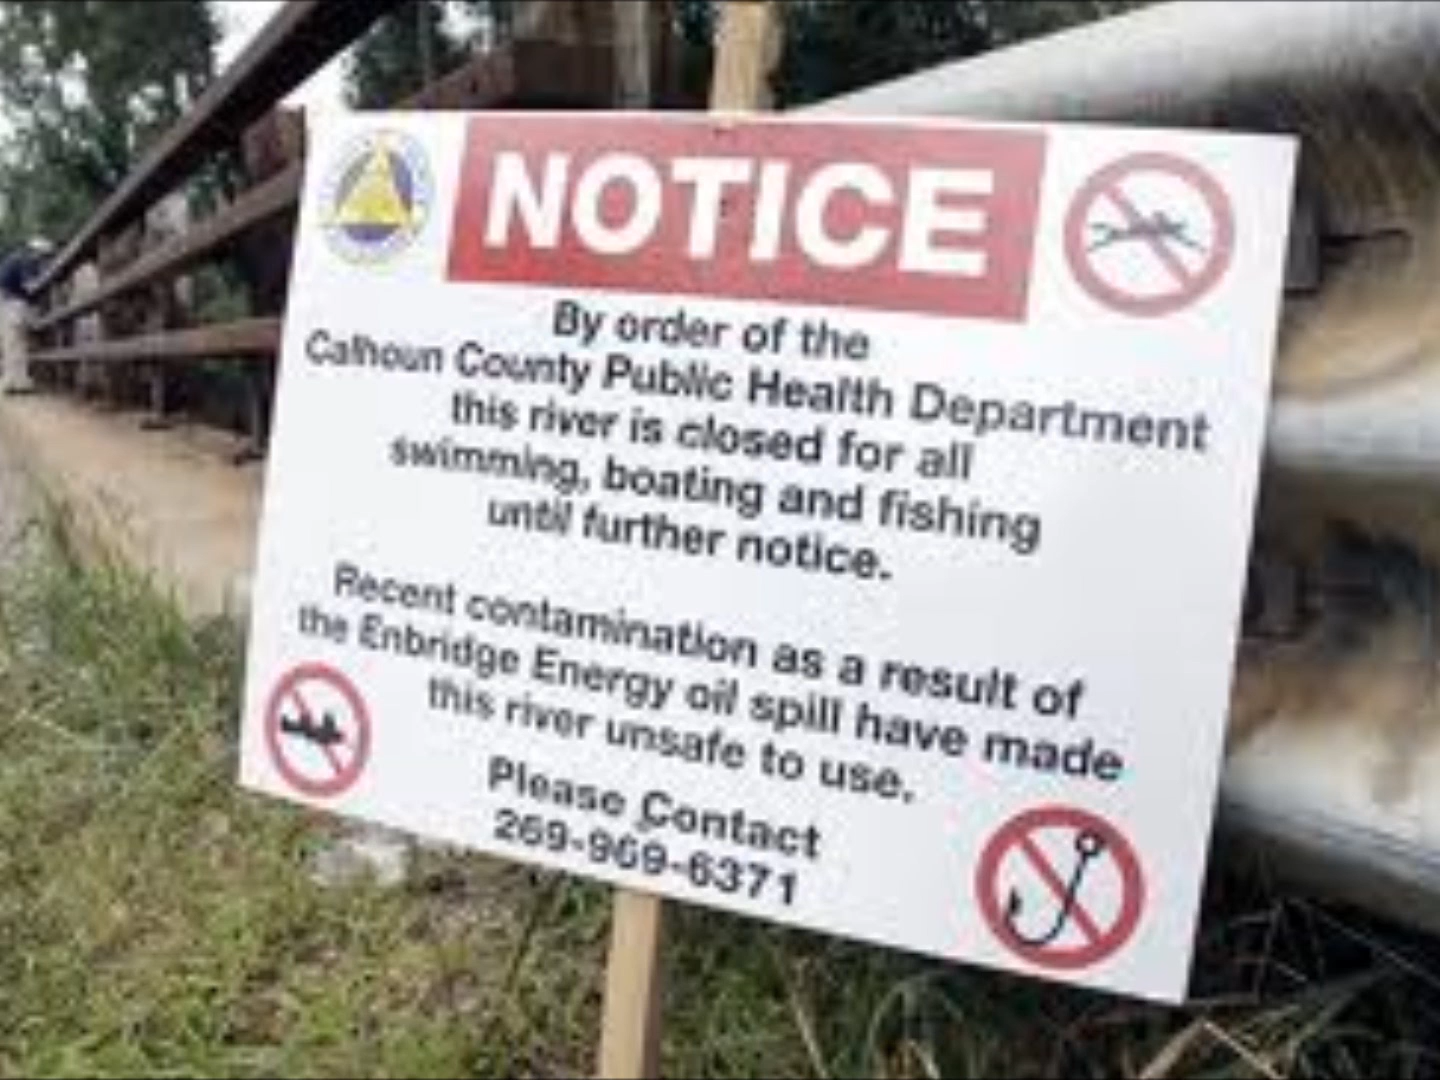 NOTICE
By order of the
Calhoun County Public Health Department
this river is closed for all
swimming, boating and fishing
until further notice.
Recent contamination as a result of
the Enbridge Energy oil spill have made
this river unsafe to use.
Please Contact
269-969-6371